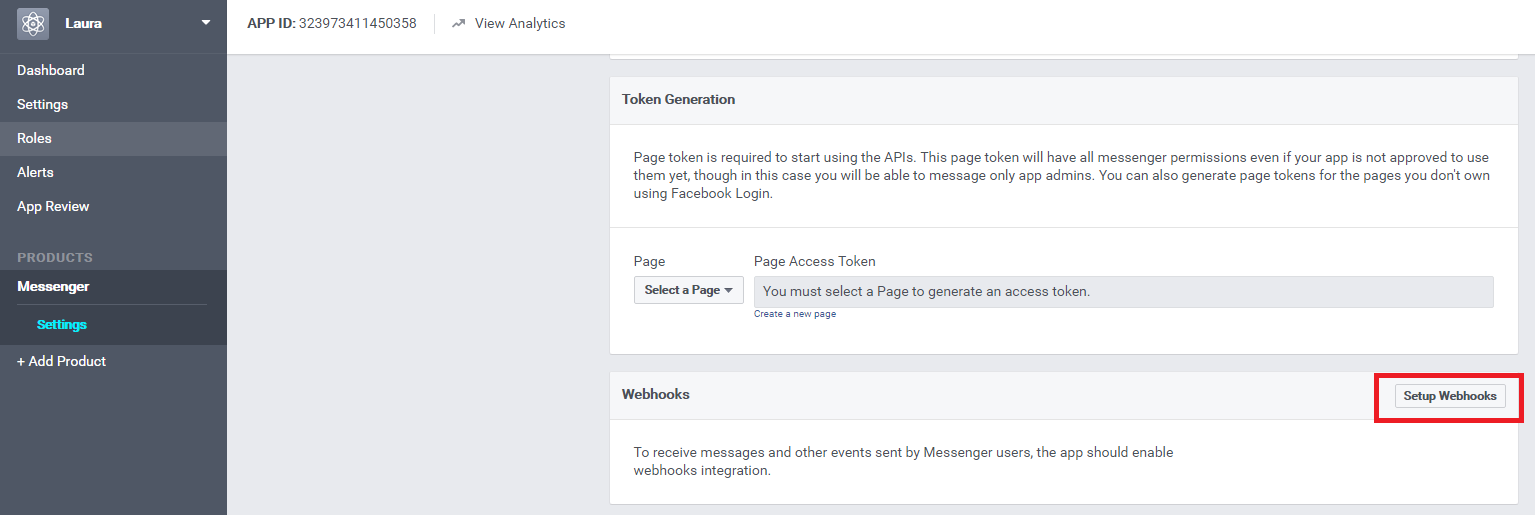 Laura
APP ID: 323973411450358
View Analytics
Dashboard
Settings
Roles
Alerts
App Review
PRODUCTS
Messenger
Settings
+ Add Product
Token Generation
Page token is required to start using the APIs. This page token will have all messenger permissions even if your app is not approved to use
them yet, though in this case you will be able to message only app admins. You can also generate page tokens for the pages you don't own
using Facebook Login.
Page
Page Access Token
Select a Page
You must select a Page to generate an access token.
Create a new page
Webhooks
Setup Webhooks
To receive messages and other events sent by Messenger users, the app should enable
webhooks integration.